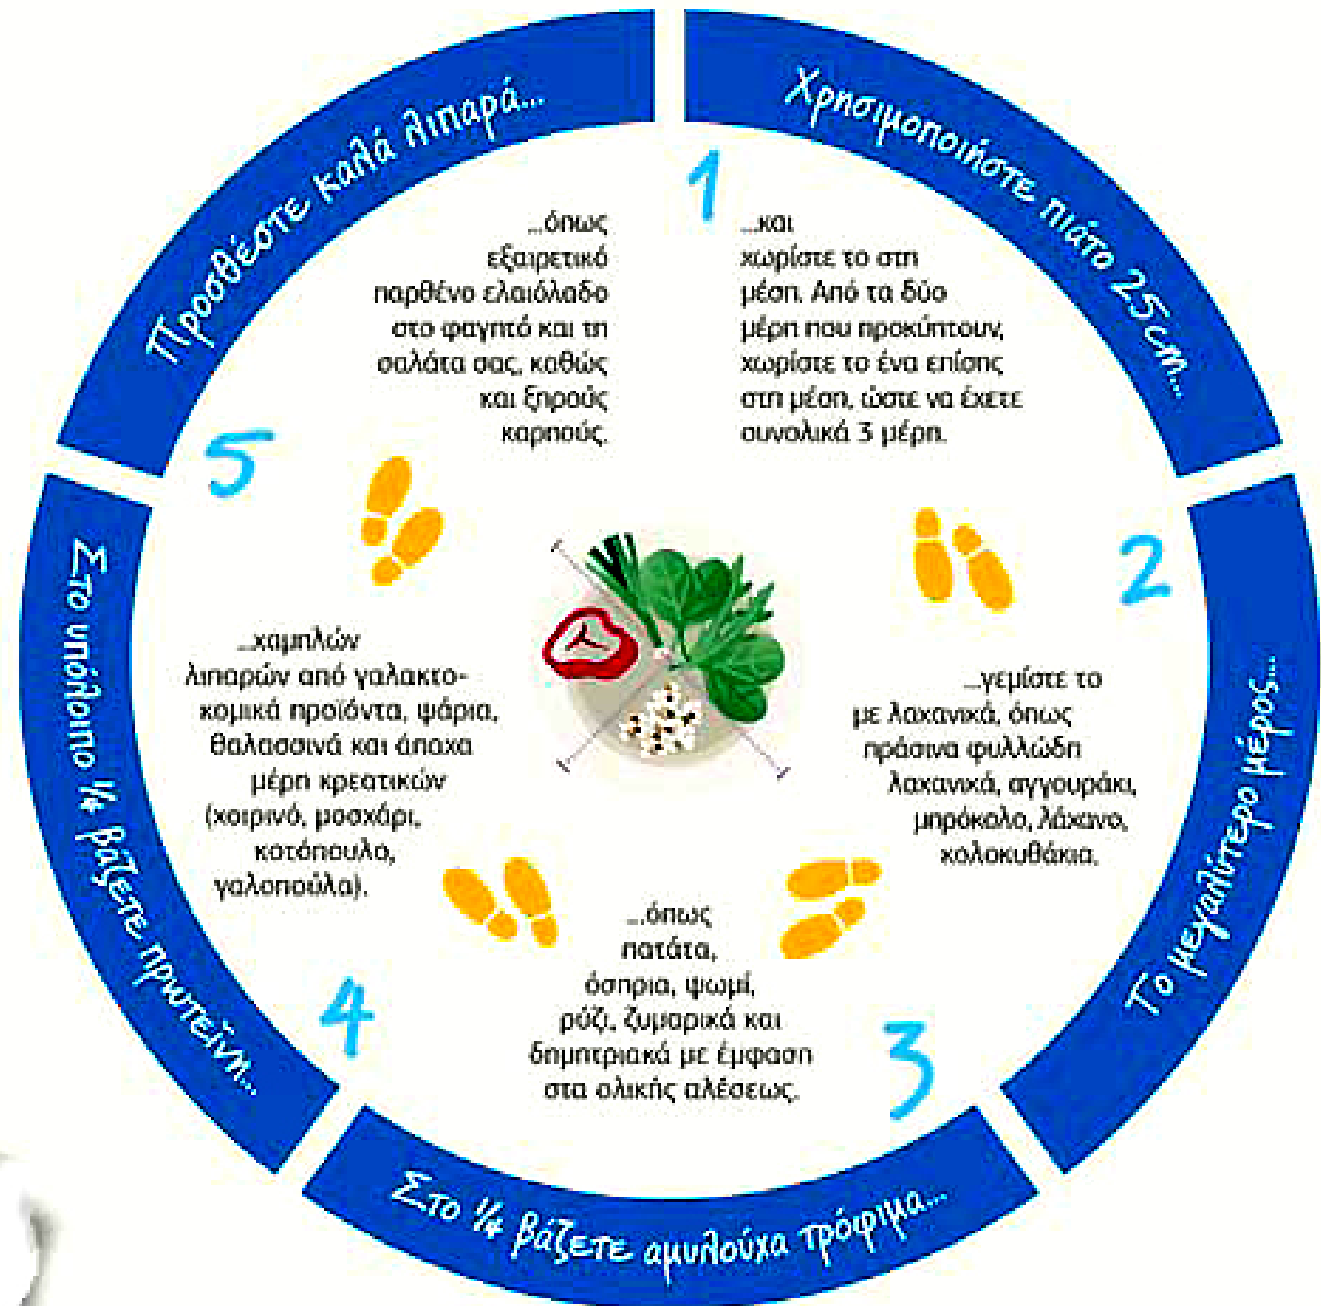 Χρησιμοποιήστε πιάτο 25cm...
1
...και
χωρίστε το στη
μέση. Από τα δύο
μέρη που προκύπτουν,
χωρίστε το ένα επίσης
στη μέση, ώστε να έχετε
συνολικά 3 μέρη.
Το μεγαλύτερο μέρος...
2
...γεμίστε το
με λαχανικά, όπως
πράσινα φυλλώδη
λαχανικά, αγγουράκι,
μπρόκολο, λάχανο,
κολοκυθάκια.
Στο ¼ βάζετε αμυλούχα τρόφιμα...
3
...όπως
πατάτα,
όσπρια, ψωμί,
ρύζι, ζυμαρικά και
δημητριακά με έμφαση
στα ολικής αλέσεως.
Στο υπόλοιπο ¼ βάζετε πρωτεΐνη...
4
...χαμηλών
λιπαρών από γαλακτο-
κομικά προϊόντα, ψάρια,
θαλασσινά και άπαχα
μέρη κρεατικών
(χοιρινό, μοσχάρι,
κοτόπουλο,
γαλοπούλα).
Προσθέστε καλά λιπαρά...
5
...όπως
εξαιρετικό
παρθένο ελαιόλαδο
στο φαγητό και τη
σαλάτα σας, καθώς
και ξηρούς
καρπούς.